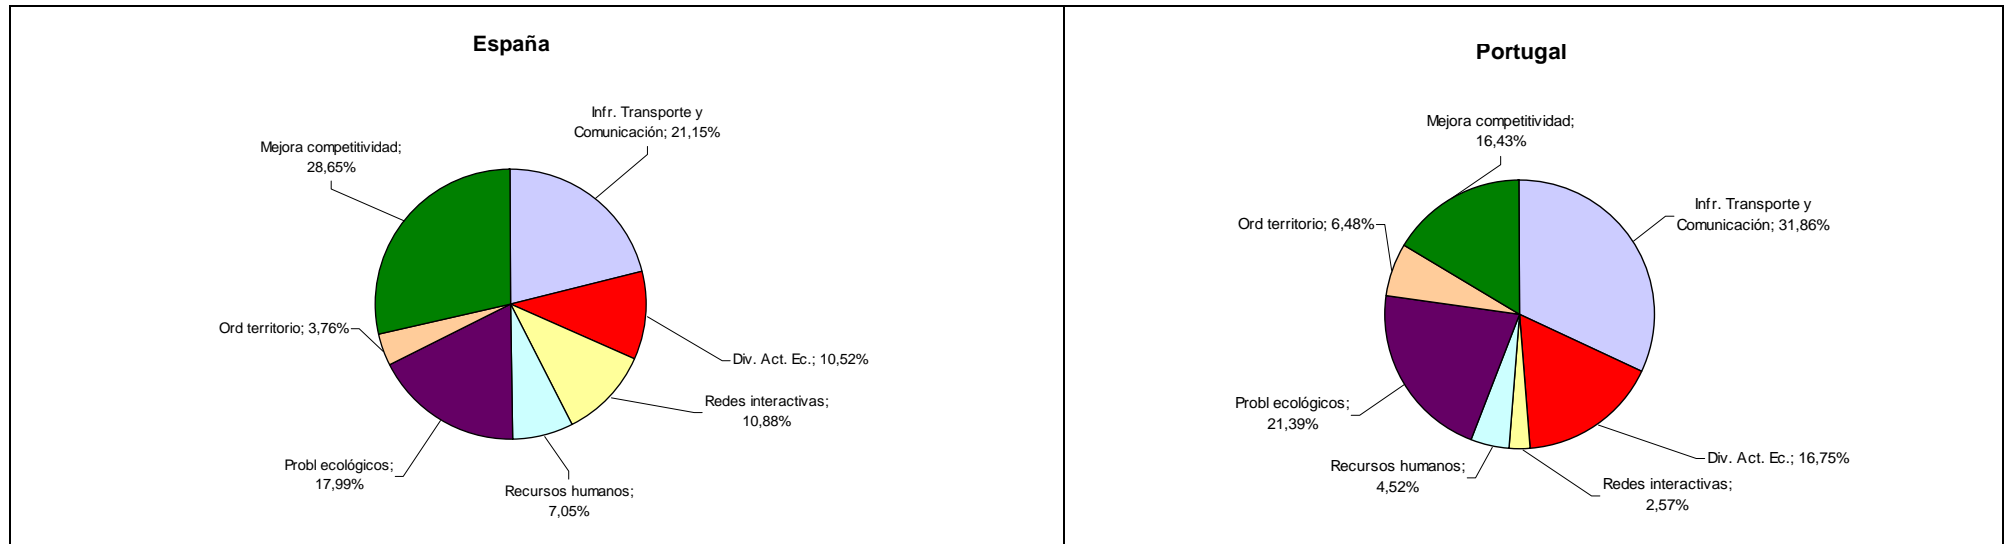 España
Infr. Transporte y
Comunicación; 21,15%
Mejora competitividad;
28,65%
Ord territorio; 3,76%
Div. Act. Ec.; 10,52%
Redes interactivas;
10,88%
Probl ecológicos;
17,99%
Recursos humanos;
7,05%
Portugal
Mejora competitividad;
16,43%
Infr. Transporte y
Comunicación; 31,86%
Ord territorio; 6,48%
Probl ecológicos;
21,39%
Div. Act. Ec.; 16,75%
Recursos humanos;
4,52%
Redes interactivas;
2,57%